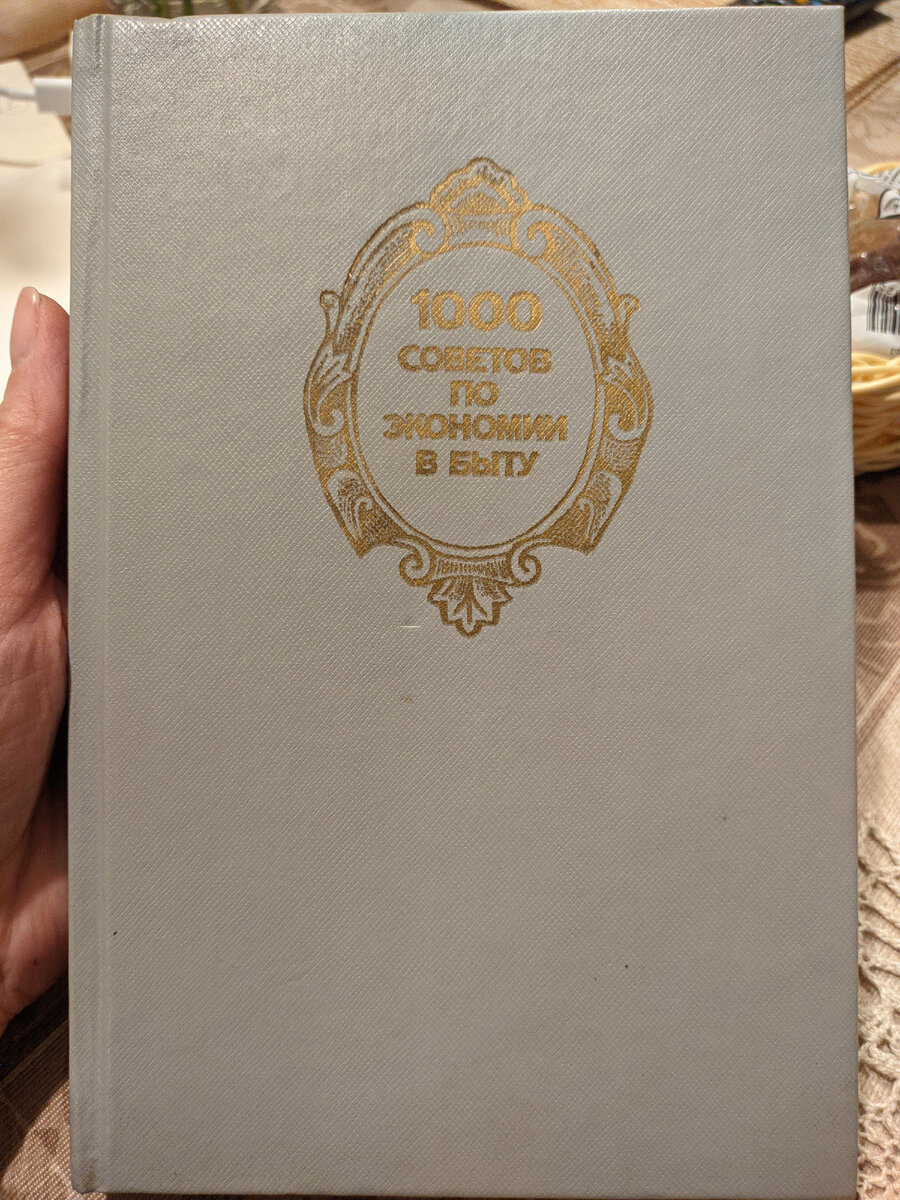 1000
СОВЕТОВ
ПО
ЭКОНОМИИ
В БЫТУ